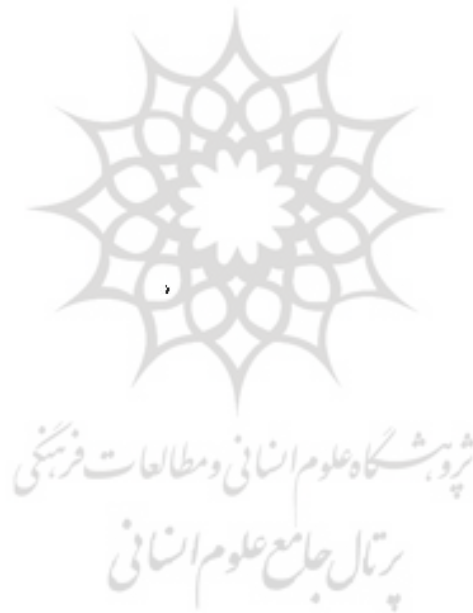 پژوهشگاه علوم انسانی و مطالعات فرهنگی
پرتال جامع علوم انسانی